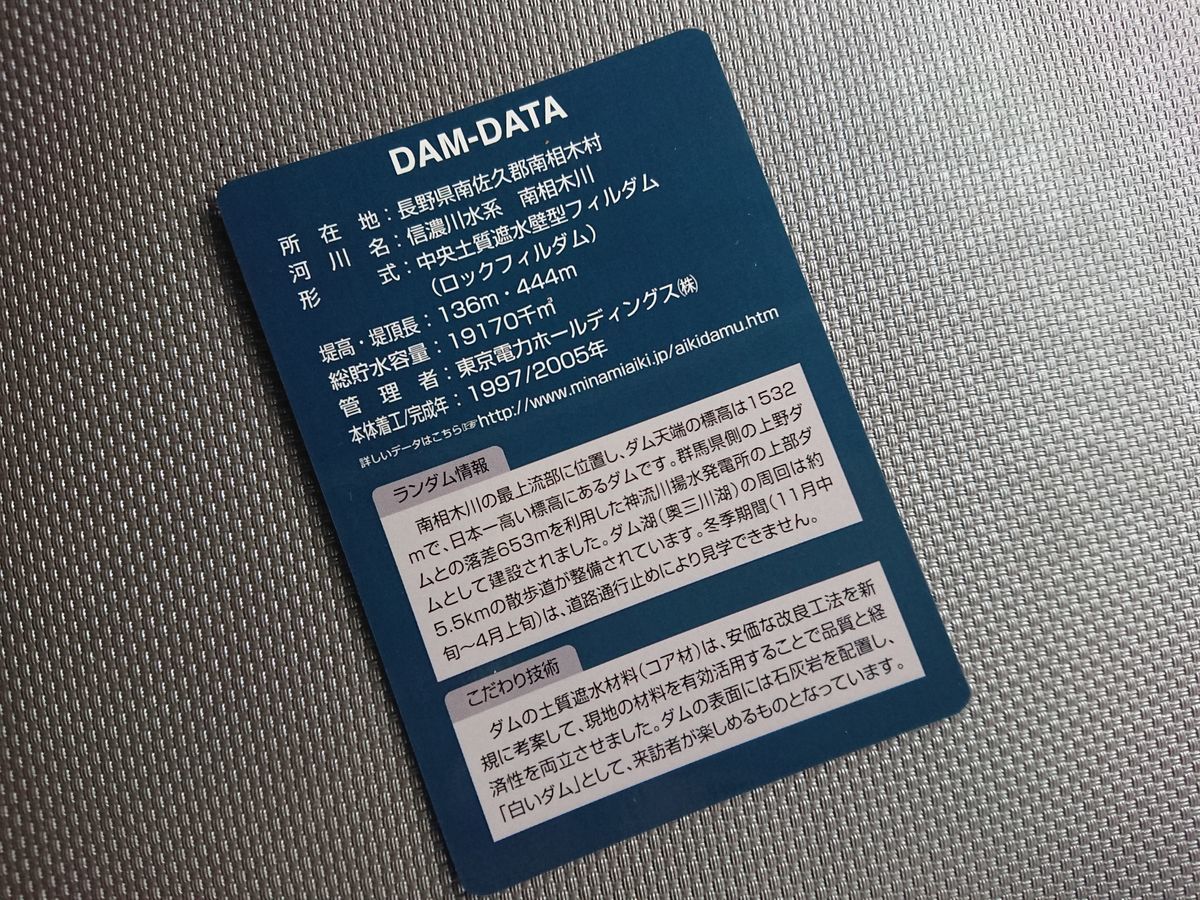 DAM-DATA
所在地：長野県南佐久郡南相木村
河川名：信濃川水系 南相木川
形式：中央土質遮水壁型フィルダム
（ロックフィルダム）
堤高・堤頂長：136m・444m
総貯水容量：19170千㎥
管理者：東京電力ホールディングス㈱
本体着工/完成年：1997/2005年
詳しいデータはこちら☞http://www.minamiaiki.jp/aikidamu.htm
ランダム情報
南相木川の最上流部に位置し、ダム天端の標高は1532
mで、日本一高い標高にあるダムです。群馬県側の上野ダ
ムとの落差653mを利用した神流川揚水発電所の上部ダ
ムとして建設されました。ダム湖（奥三川湖）の周回は約
5.5kmの散歩道が整備されています。冬季期間（11月中
旬～4月上旬）は、道路通行止めにより見学できません。
こだわり技術
ダムの土質遮水材料（コア材）は、安価な改良工法を新
規に考案して、現地の材料を有効活用することで品質と経
済性を両立させました。ダムの表面には石灰岩を配置し、
「白いダム」として、来訪者が楽しめるものとなっています。